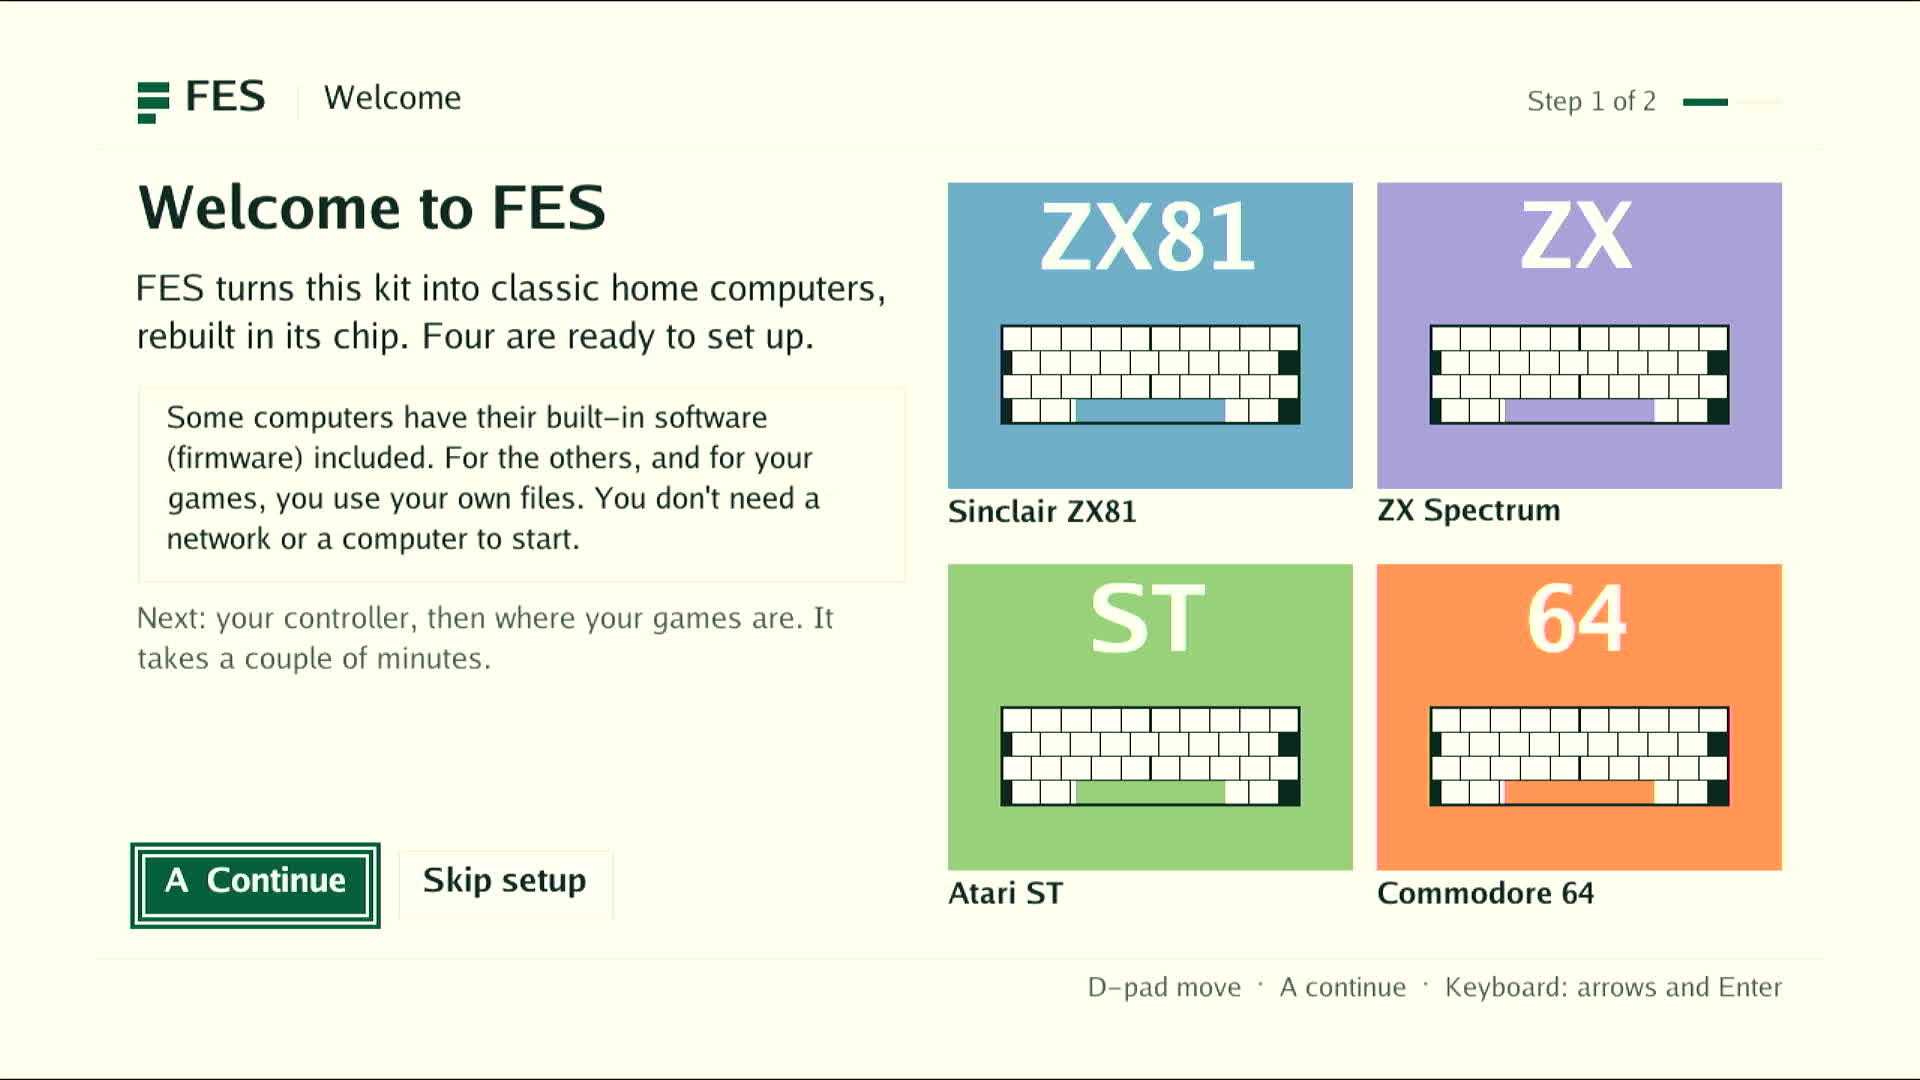 FES
Welcome
Step 1 of 2
Welcome to FES
FES turns this kit into classic home computers,
rebuilt in its chip. Four are ready to set up.
Some computers have their built-in software
(firmware) included. For the others, and for your
games, you use your own files. You don't need a
network or a computer to start.
Next: your controller, then where your games are. It
takes a couple of minutes.
A Continue
Skip setup
ZX81
Sinclair ZX81
ZX
ZX Spectrum
ST
Atari ST
64
Commodore 64
D-pad move · A continue · Keyboard: arrows and Enter